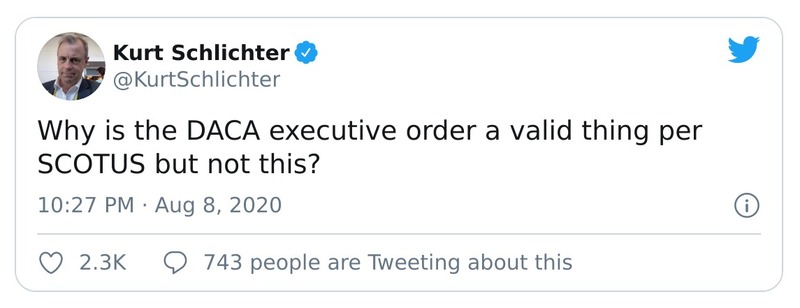 Kurt Schlichter
@KurtSchlichter
Why is the DACA executive order a valid thing per
SCOTUS but not this?
10:27 PM · Aug 8, 2020
2.3K 743 people are Tweeting about this